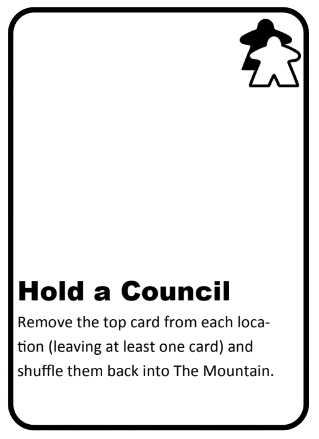 Hold a Council
Remove the top card from each loca-
tion (leaving at least one card) and
shuffle them back into The Mountain.